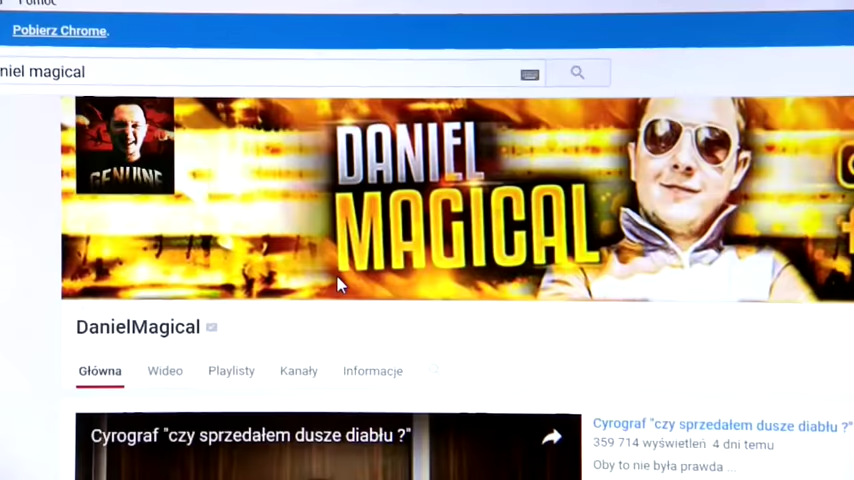 Pomoc
Pobierz Chrome.
niel magical
GENUINE
DANIEL
MAGICAL
DanielMagical
Główna
Wideo
Playlisty
Kanały
Informacje
Cyrograf "czy sprzedałem dusze diabłu ?"
Cyrograf "czy sprzedałem dusze diabłu ?"
359 714 wyświetleń 4 dni temu
Oby to nie była prawda ...